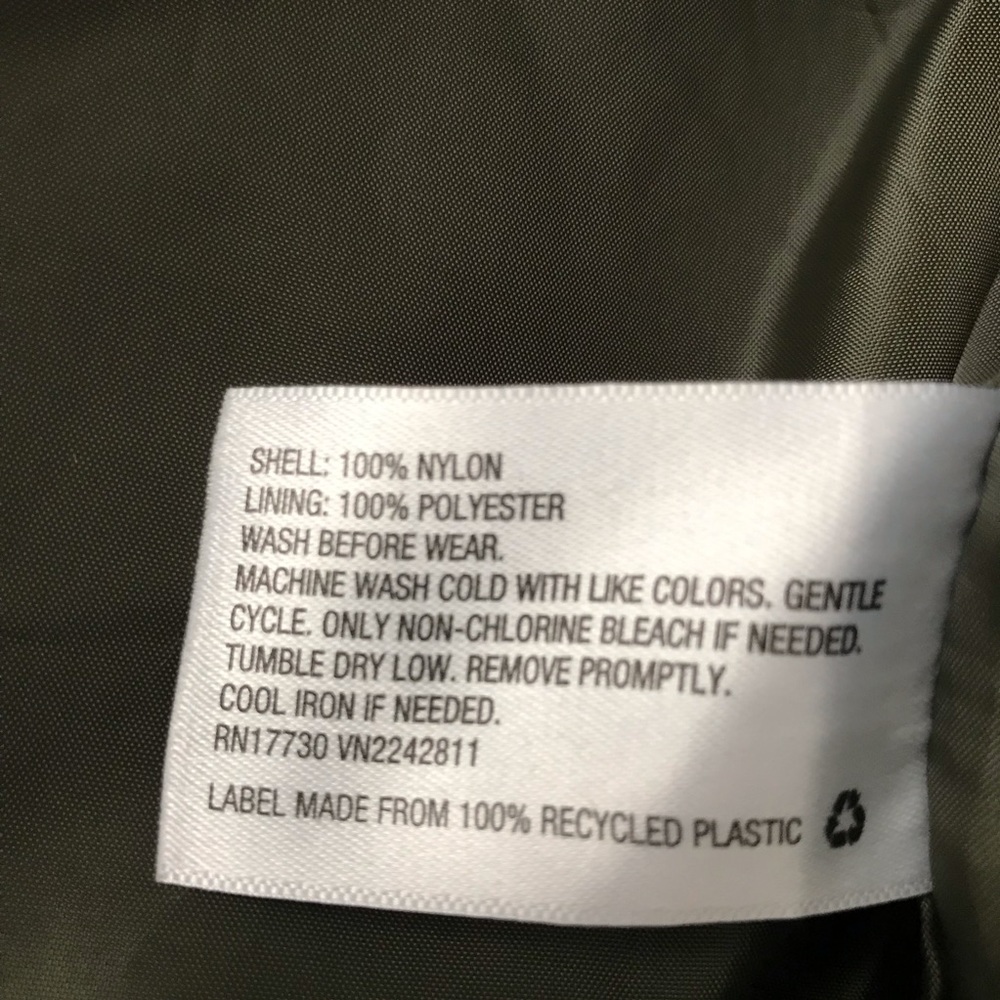 SHELL: 100% NYLON
LINING: 100% POLYESTER
WASH BEFORE WEAR.
MACHINE WASH COLD WITH LIKE COLORS. GENTLE
CYCLE. ONLY NON-CHLORINE BLEACH IF NEEDED.
TUMBLE DRY LOW. REMOVE PROMPTLY.
COOL IRON IF NEEDED.
RN17730 VN2242811
LABEL MADE FROM 100% RECYCLED PLASTIC